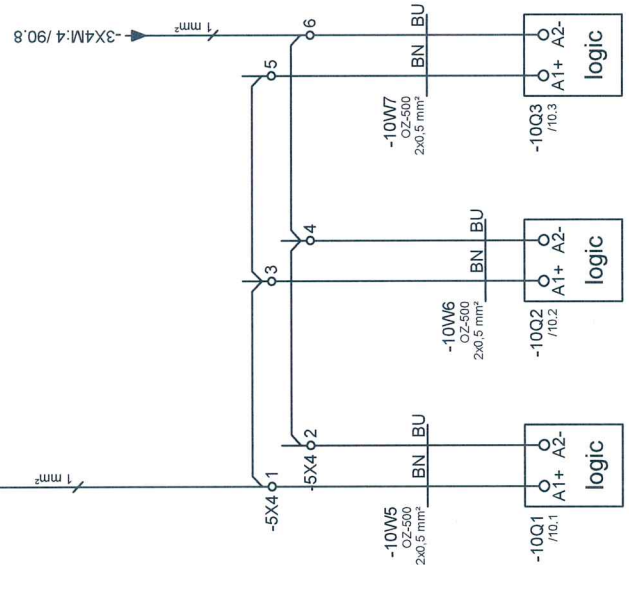 -3X4M:4/ 90.8
1 mm²
6
BU
A2-
5
BN
A1+
logic
-10W7
OZ-500
2x0,5 mm²
-10Q3
/10.3
4
BU
A2-
3
BN
A1+
logic
-10W6
OZ-500
2x0,5 mm²
-10Q2
/10.2
-5X4 2
BU
A2-
1 mm²
-5X4 1
BN
A1+
logic
-10W5
OZ-500
2x0,5 mm²
-10Q1
/10.1